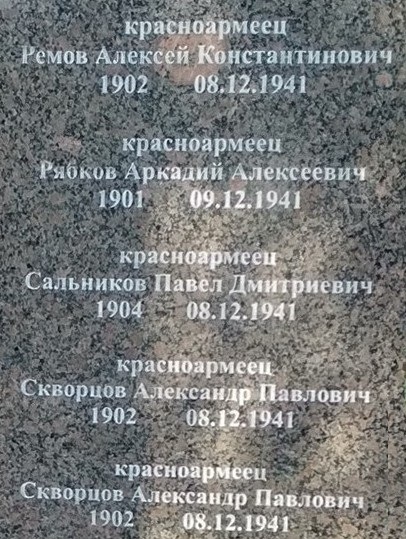 красноармеец
Ремов Алексей Константинович
1902 08.12.1941
красноармеец
Рябков Аркадий Алексеевич
1901 09.12.1941
красноармеец
Сальников Павел Дмитриевич
1904 08.12.1941
красноармеец
Скворцов Александр Павлович
1902 08.12.1941
красноармеец
Скворцов Александр Павлович
1902 08.12.1941